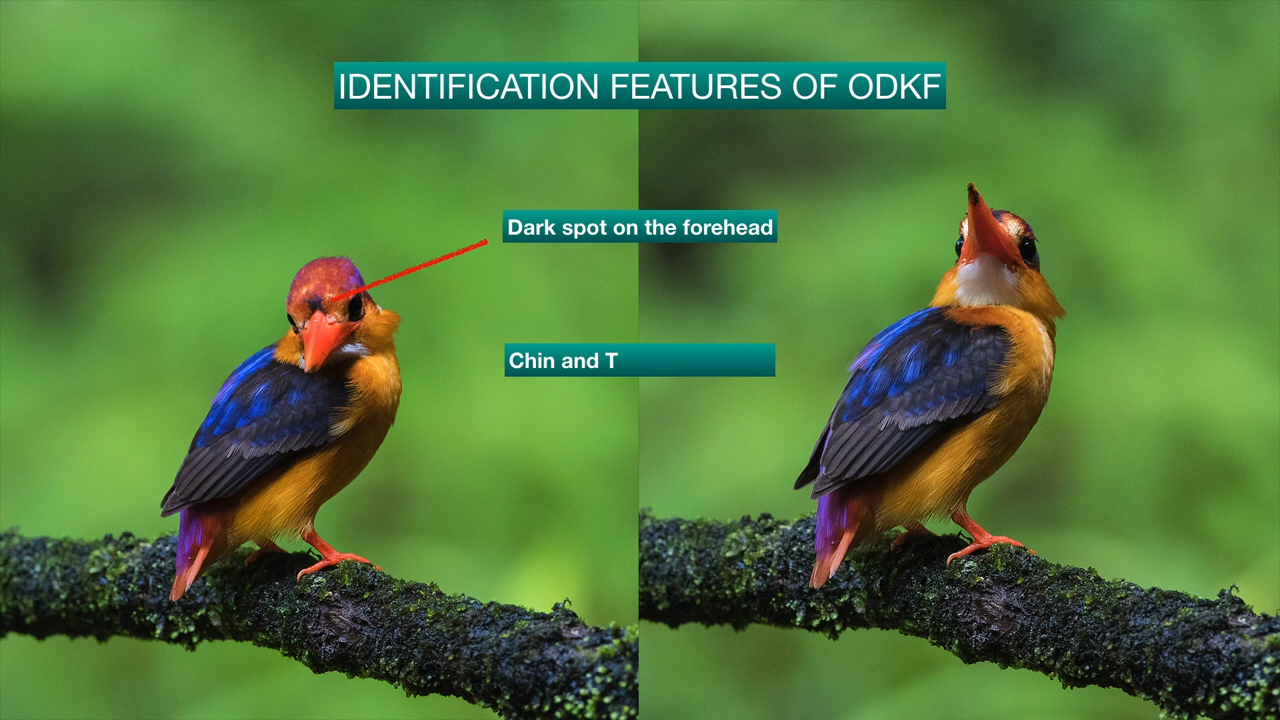 IDENTIFICATION FEATURES OF ODKF
Dark spot on the forehead
Chin and T